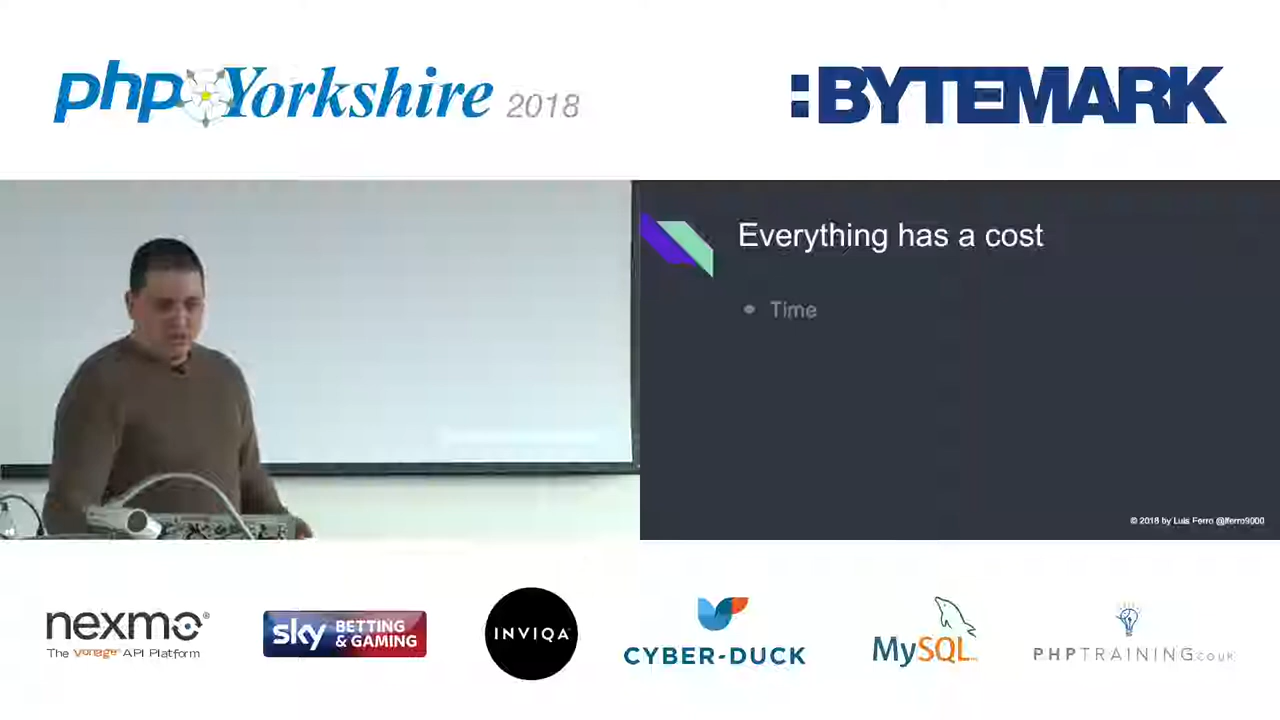 php Yorkshire 2018
:BYTEMARK
Everything has a cost
Time
© 2018 by Luis Ferro @lferro9000
nexmo®
The Vonage® API Platform
sky BETTING & GAMING
INVIQA
CYBER-DUCK
MySQL
PHPTRAINING.CO.UK